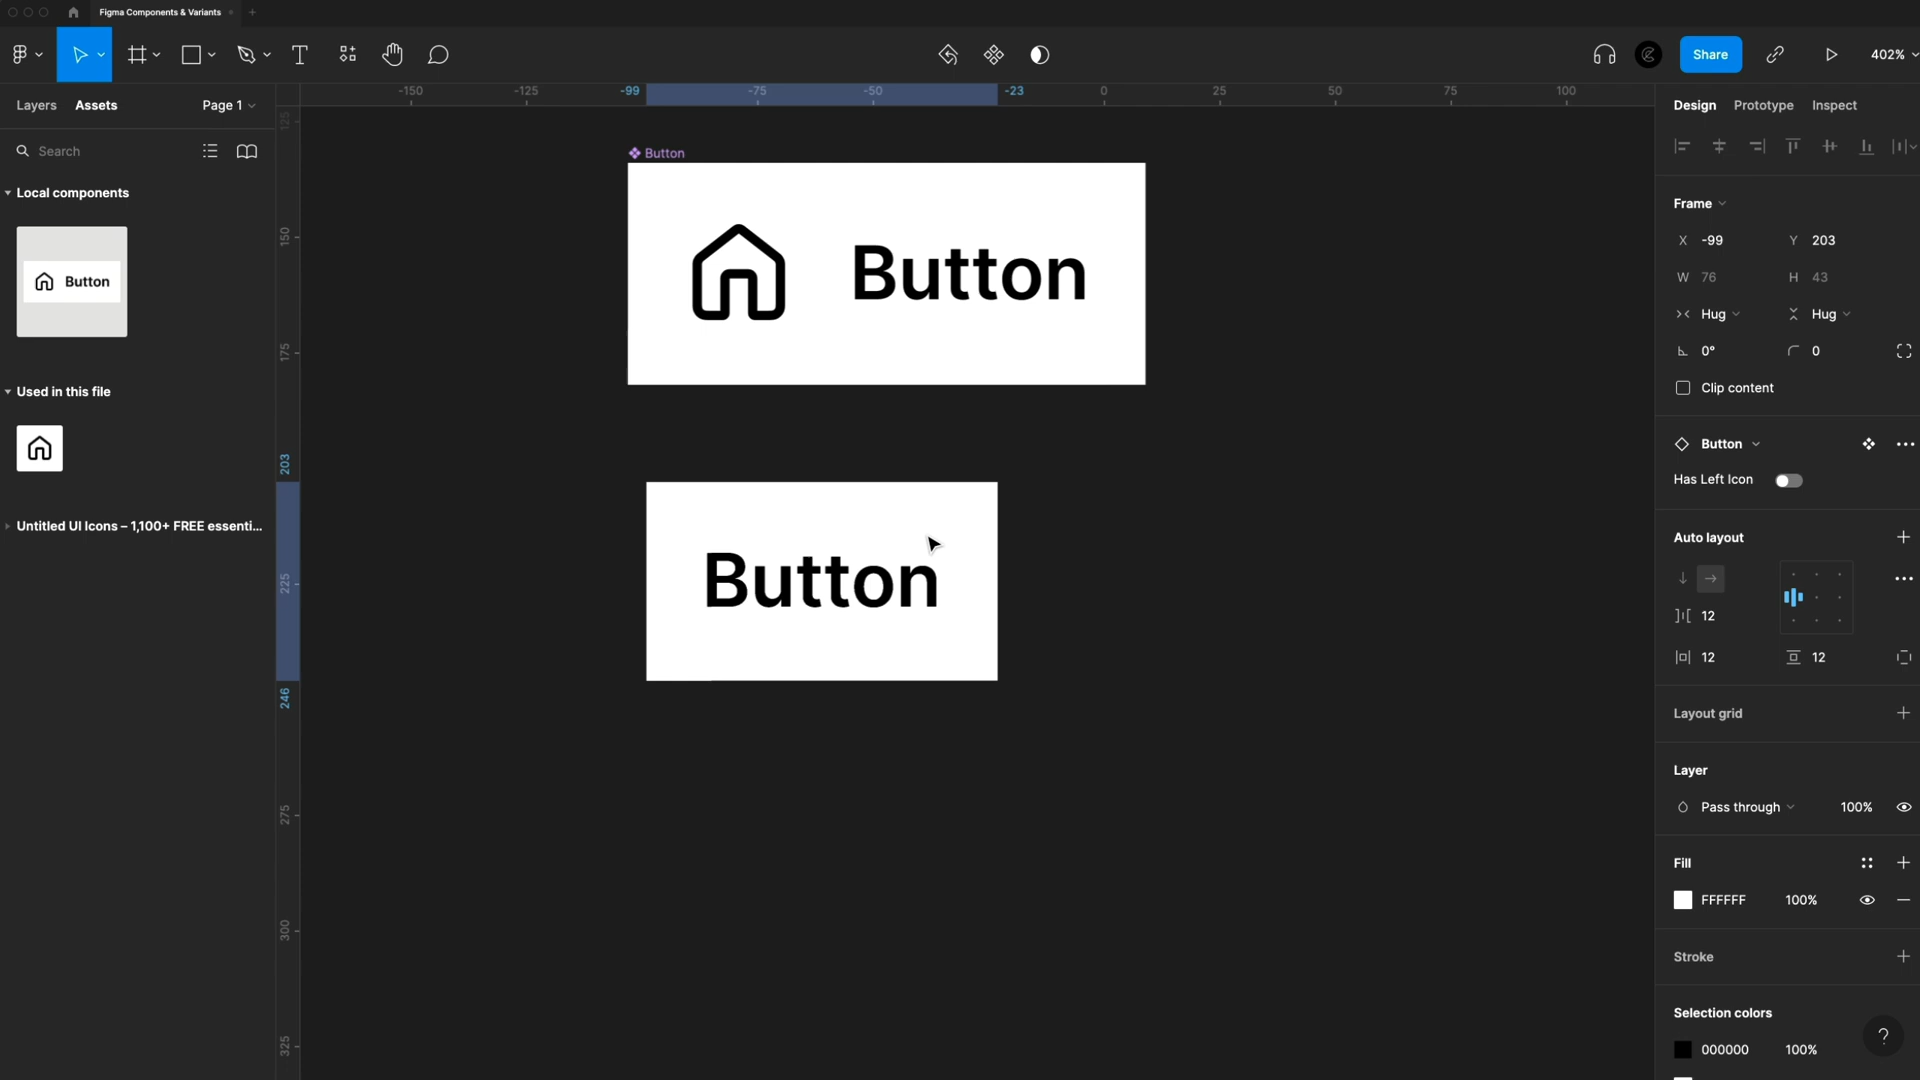 Figma Components & Variants
Share
402%
Layers Assets Page 1
-150 -125 -99 -75 -50 -23 0 25 50 75 100
Design Prototype Inspect
Search
Local components
Button
Used in this file
Untitled UI Icons – 1,100+ FREE essenti...
125
150
175
203
225
246
275
300
325
Button
Button
Button
Frame
X -99 Y 203
W 76 H 43
Hug Hug
0° 0
Clip content
Button
Has Left Icon
Auto layout
12
12 12
Layout grid
Layer
Pass through 100%
Fill
FFFFFF 100%
Stroke
Selection colors
000000 100%
?